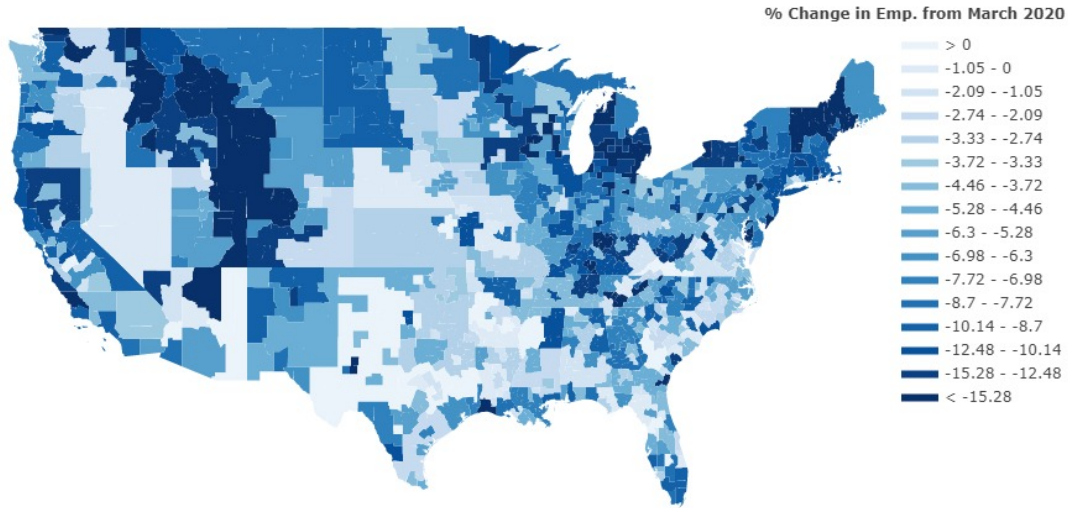 % Change in Emp. from March 2020
> 0
-1.05 - 0
-2.09 - -1.05
-2.74 - -2.09
-3.33 - -2.74
-3.72 - -3.33
-4.46 - -3.72
-5.28 - -4.46
-6.3 - -5.28
-6.98 - -6.3
-7.72 - -6.98
-8.7 - -7.72
-10.14 - -8.7
-12.48 - -10.14
-15.28 - -12.48
< -15.28